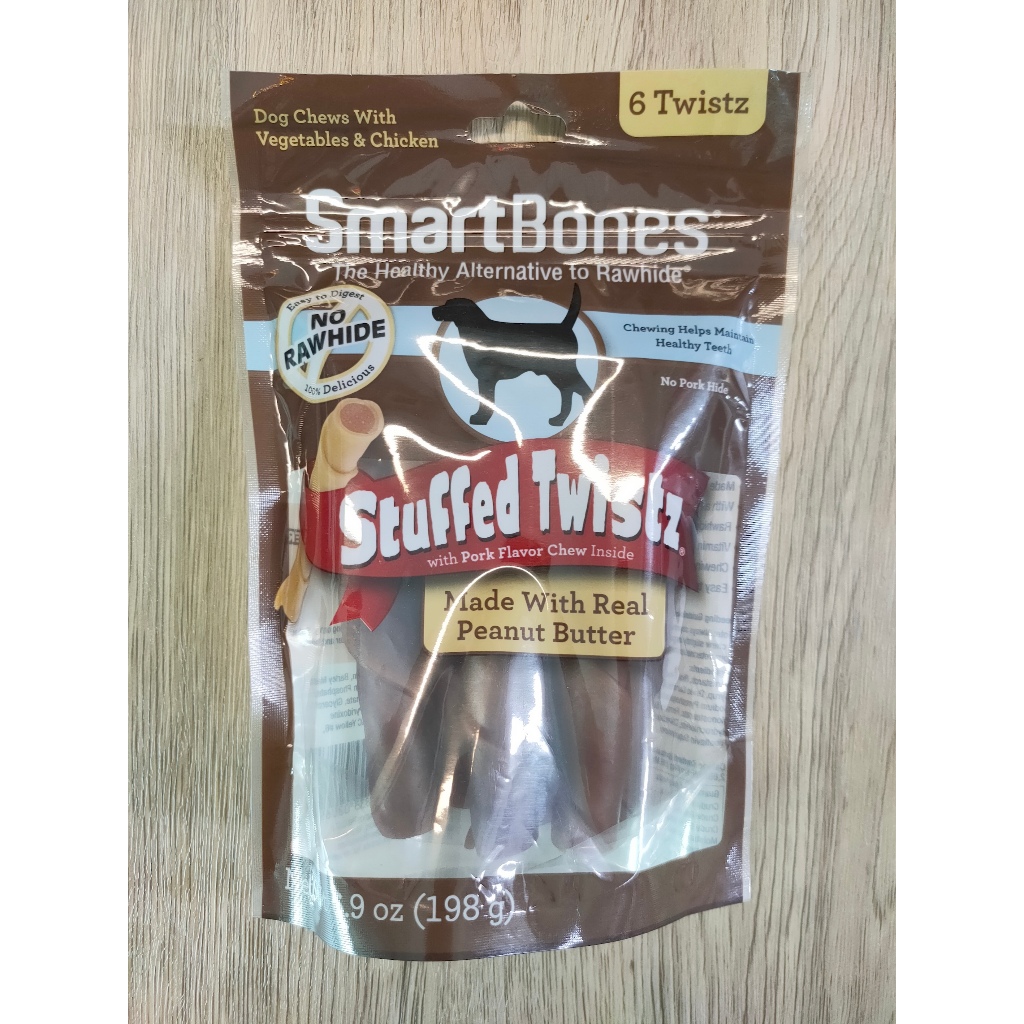 Dog Chews With
Vegetables & Chicken
6 Twistz
SmartBones
The Healthy Alternative to Rawhide
Easy to Digest
NO
RAWHIDE
100% Delicious
Chewing Helps Maintain
Healthy Teeth
No Pork Hide
Stuffed Twistz®
with Pork Flavor Chew Inside
Made With Real
Peanut Butter
.9 oz (198 g)